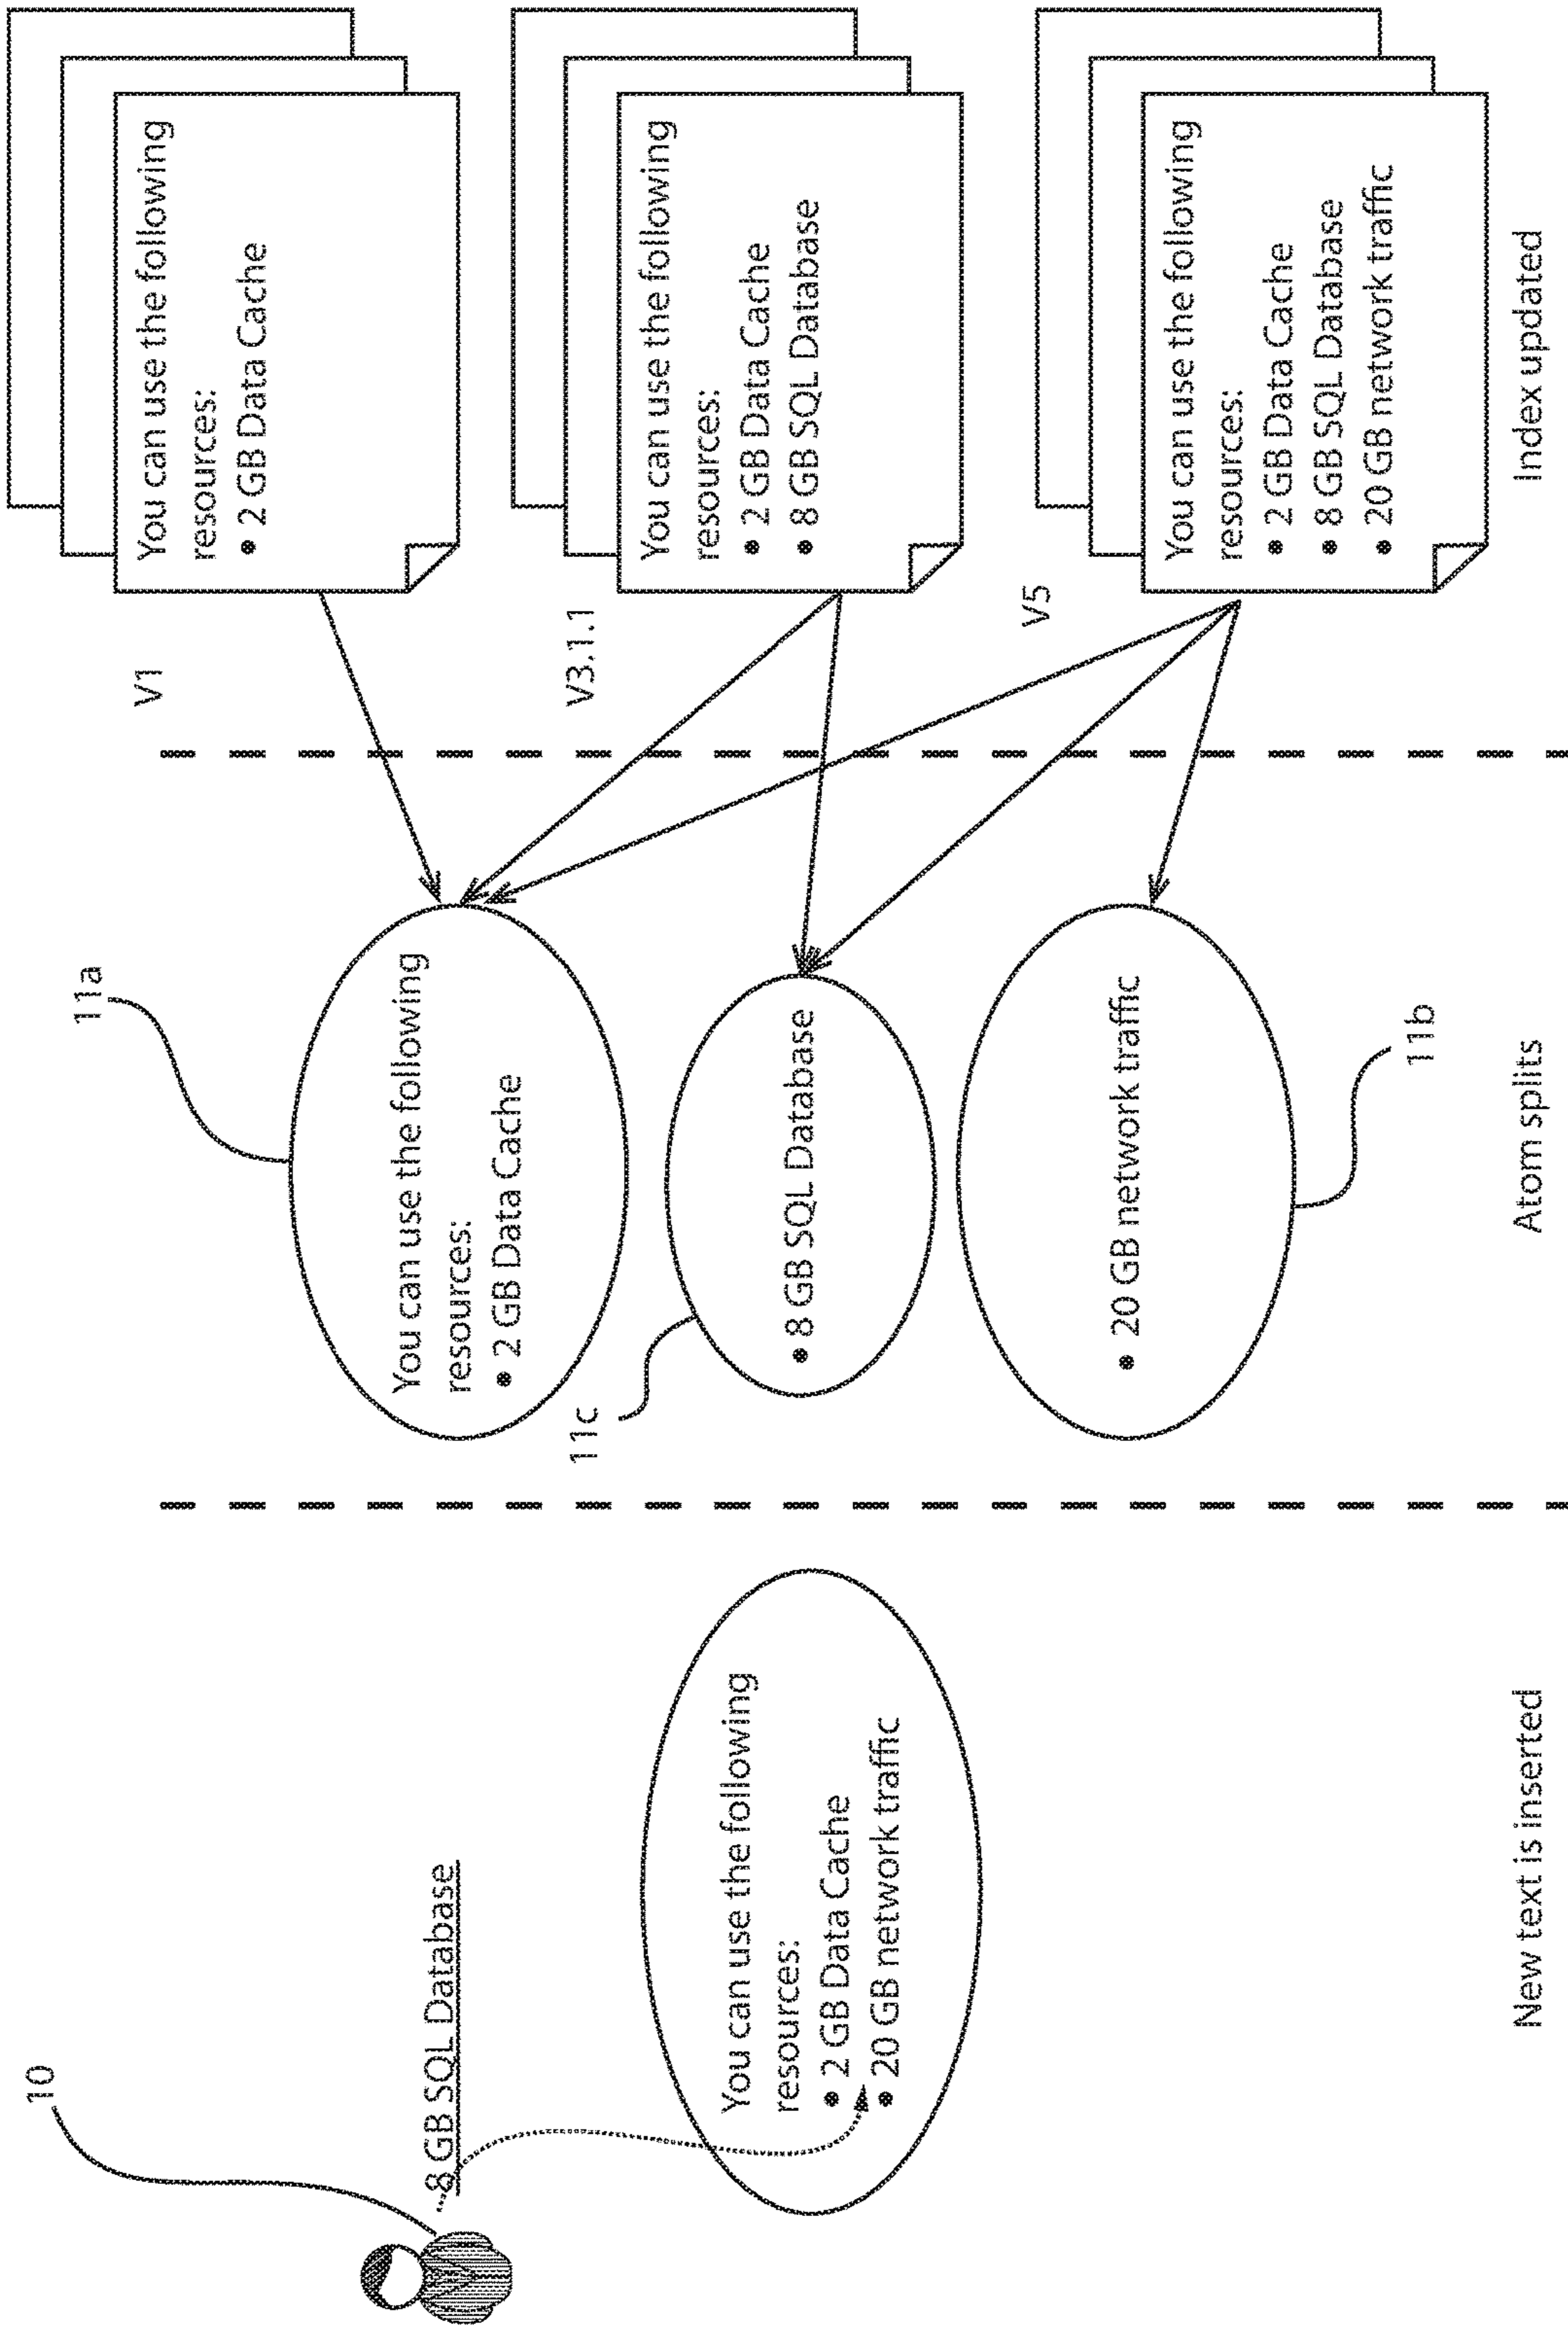 10
8 GB SQL Database
You can use the following
resources:
• 2 GB Data Cache
• 20 GB network traffic
New text is inserted
11a
You can use the following
resources:
• 2 GB Data Cache
11c
• 8 GB SQL Database
• 20 GB network traffic
11b
Atom splits
V1
You can use the following
resources:
• 2 GB Data Cache
V3.1.1
You can use the following
resources:
• 2 GB Data Cache
• 8 GB SQL Database
V5
You can use the following
resources:
• 2 GB Data Cache
• 8 GB SQL Database
• 20 GB network traffic
Index updated